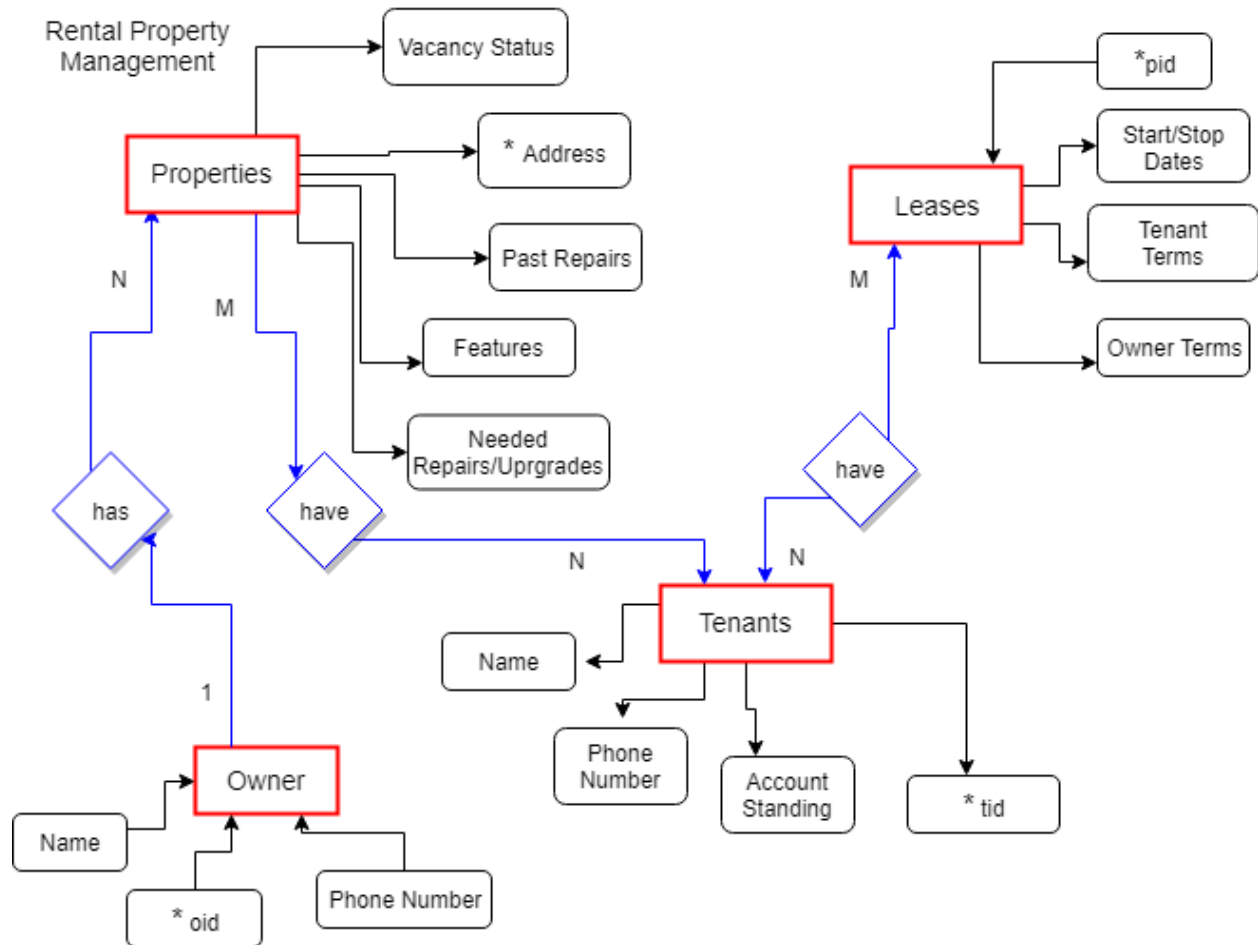 Rental Property
Management
Vacancy Status
*pid
Properties
* Address
Start/Stop
Dates
Leases
Past Repairs
Tenant
Terms
N
M
M
Features
Owner Terms
Needed
Repairs/Uprgrades
has
have
have
N
N
Tenants
Name
1
Phone
Number
Account
Standing
* tid
Owner
Name
* oid
Phone Number